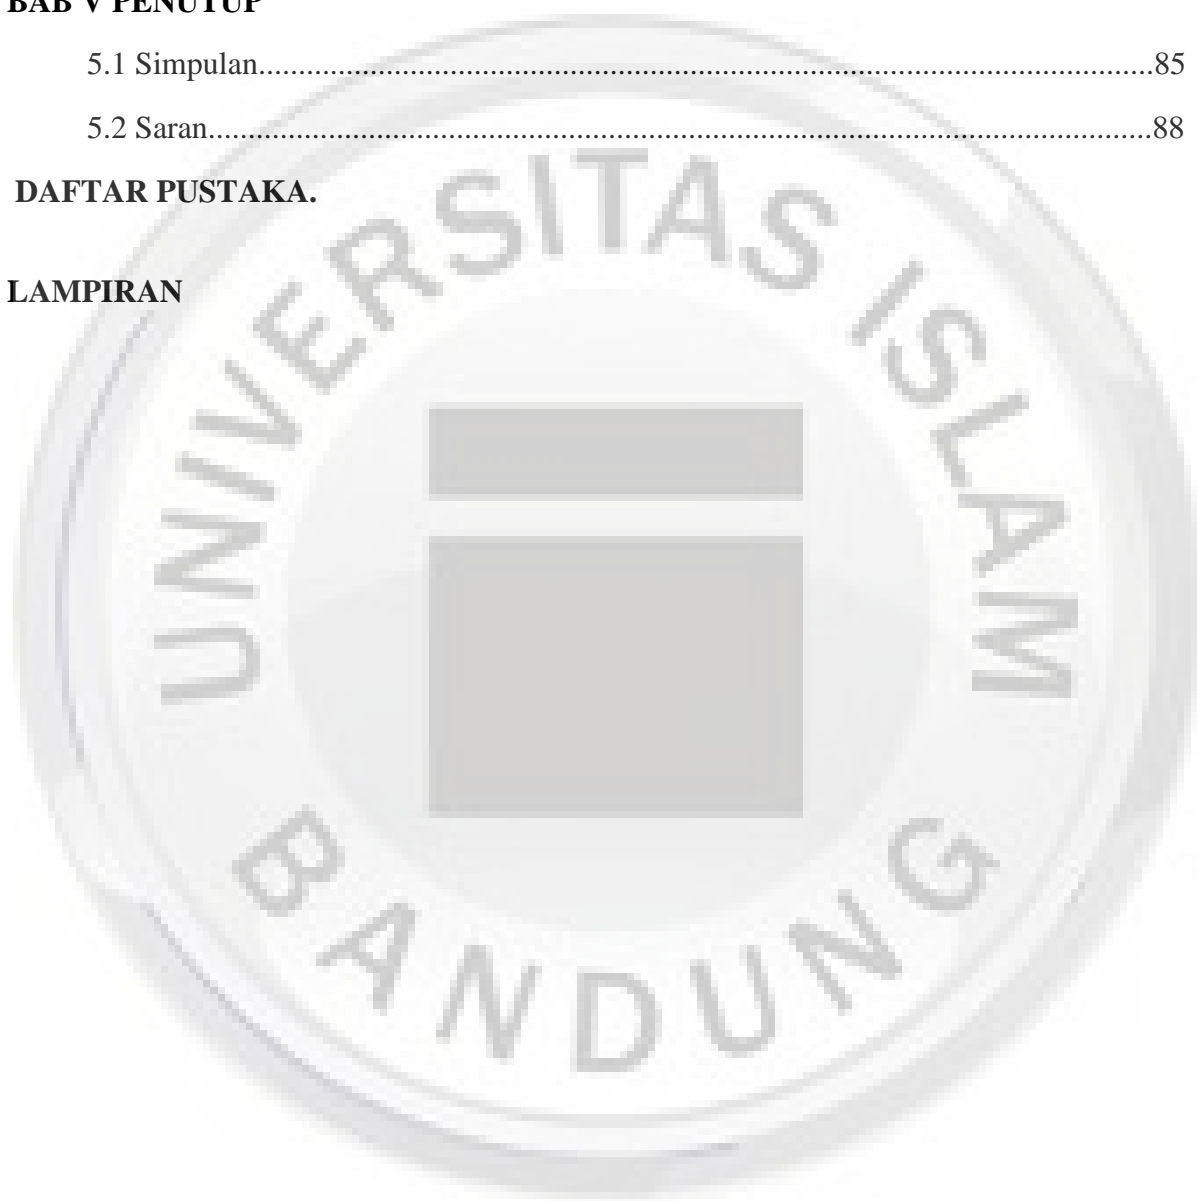 BAB V PENUTUP
5.1 Simpulan..................................................................................................................85
5.2 Saran........................................................................................................................88
DAFTAR PUSTAKA.
LAMPIRAN
UNIVERSITAS ISLAM
BANDUNG